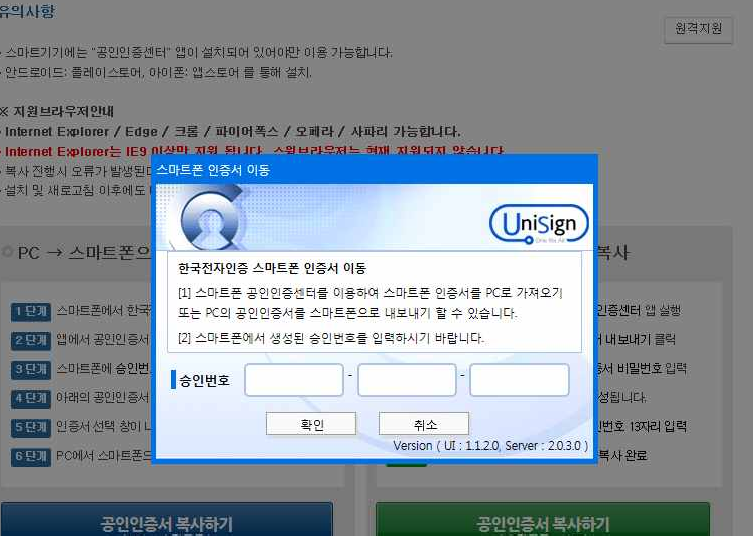 유의사항
원격지원
스마트기기에는 "공인인증센터" 앱이 설치되어 있어야만 이용 가능합니다.
안드로이드: 플레이스토어, 아이폰: 앱스토어 를 통해 설치.
※ 지원브라우저안내
Internet Explorer / Edge / 크롬 / 파이어폭스 / 오페라 / 사파리 가능합니다.
Internet Explorer는 IE9 이상만 지원 됩니다. 스윙브라우저는 현재 지원되지 않습니다.
복사 진행시 오류가 발생된다
설치 및 새로고침 이후에도
스마트폰 인증서 이동
UniSign
한국전자인증 스마트폰 인증서 이동
[1] 스마트폰 공인인증센터를 이용하여 스마트폰 인증서를 PC로 가져오기
또는 PC의 공인인증서를 스마트폰으로 내보내기 할 수 있습니다.
[2] 스마트폰에서 생성된 승인번호를 입력하시기 바랍니다.
승인번호 - -
확인 취소
Version ( UI : 1.1.2.0, Server : 2.0.3.0 )
PC → 스마트폰으
1 단계 스마트폰에서 한국
2 단계 앱에서 공인인증서
3 단계 스마트폰에 승인번
4 단계 아래의 공인인증서
5 단계 인증서 선택 창이
6 단계 PC에서 스마트폰으
공인인증서 복사하기
복사
인증센터 앱 실행
내보내기 클릭
서 비밀번호 입력
성됩니다.
번호 13자리 입력
복사 완료
공인인증서 복사하기